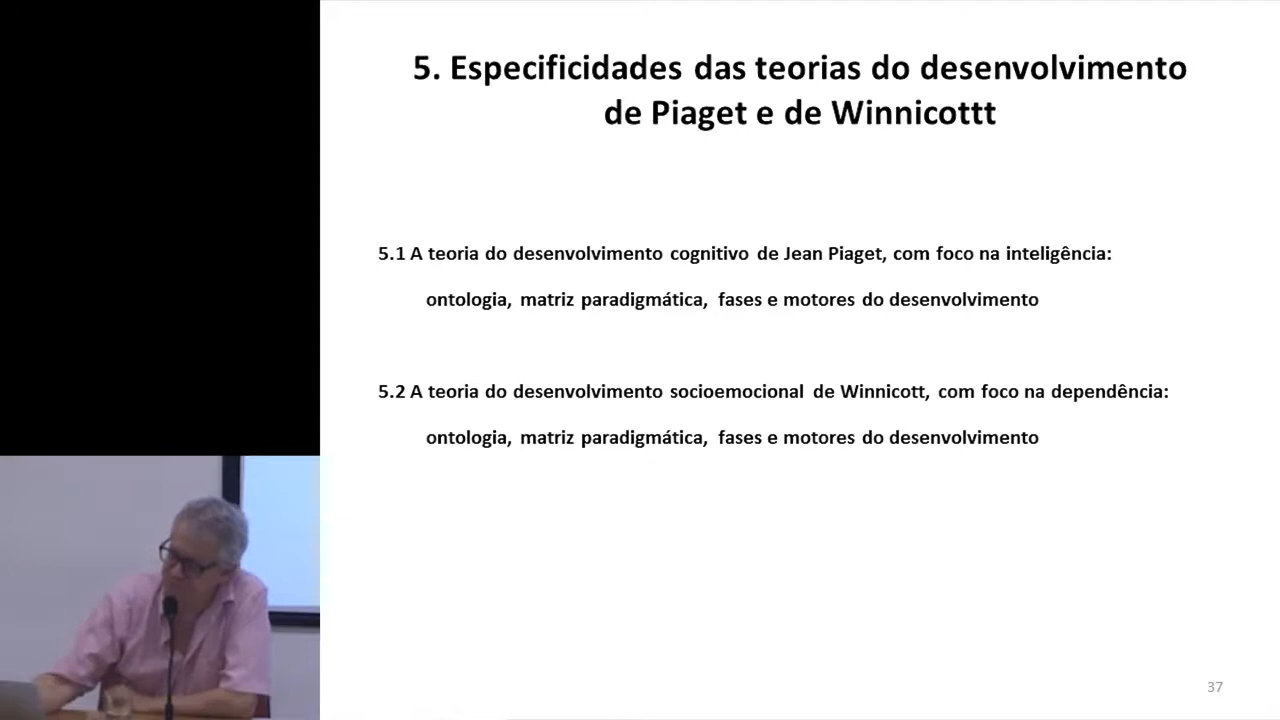 5. Especificidades das teorias do desenvolvimento
de Piaget e de Winnicottt
5.1 A teoria do desenvolvimento cognitivo de Jean Piaget, com foco na inteligência:
ontologia, matriz paradigmática, fases e motores do desenvolvimento
5.2 A teoria do desenvolvimento socioemocional de Winnicott, com foco na dependência:
ontologia, matriz paradigmática, fases e motores do desenvolvimento
37